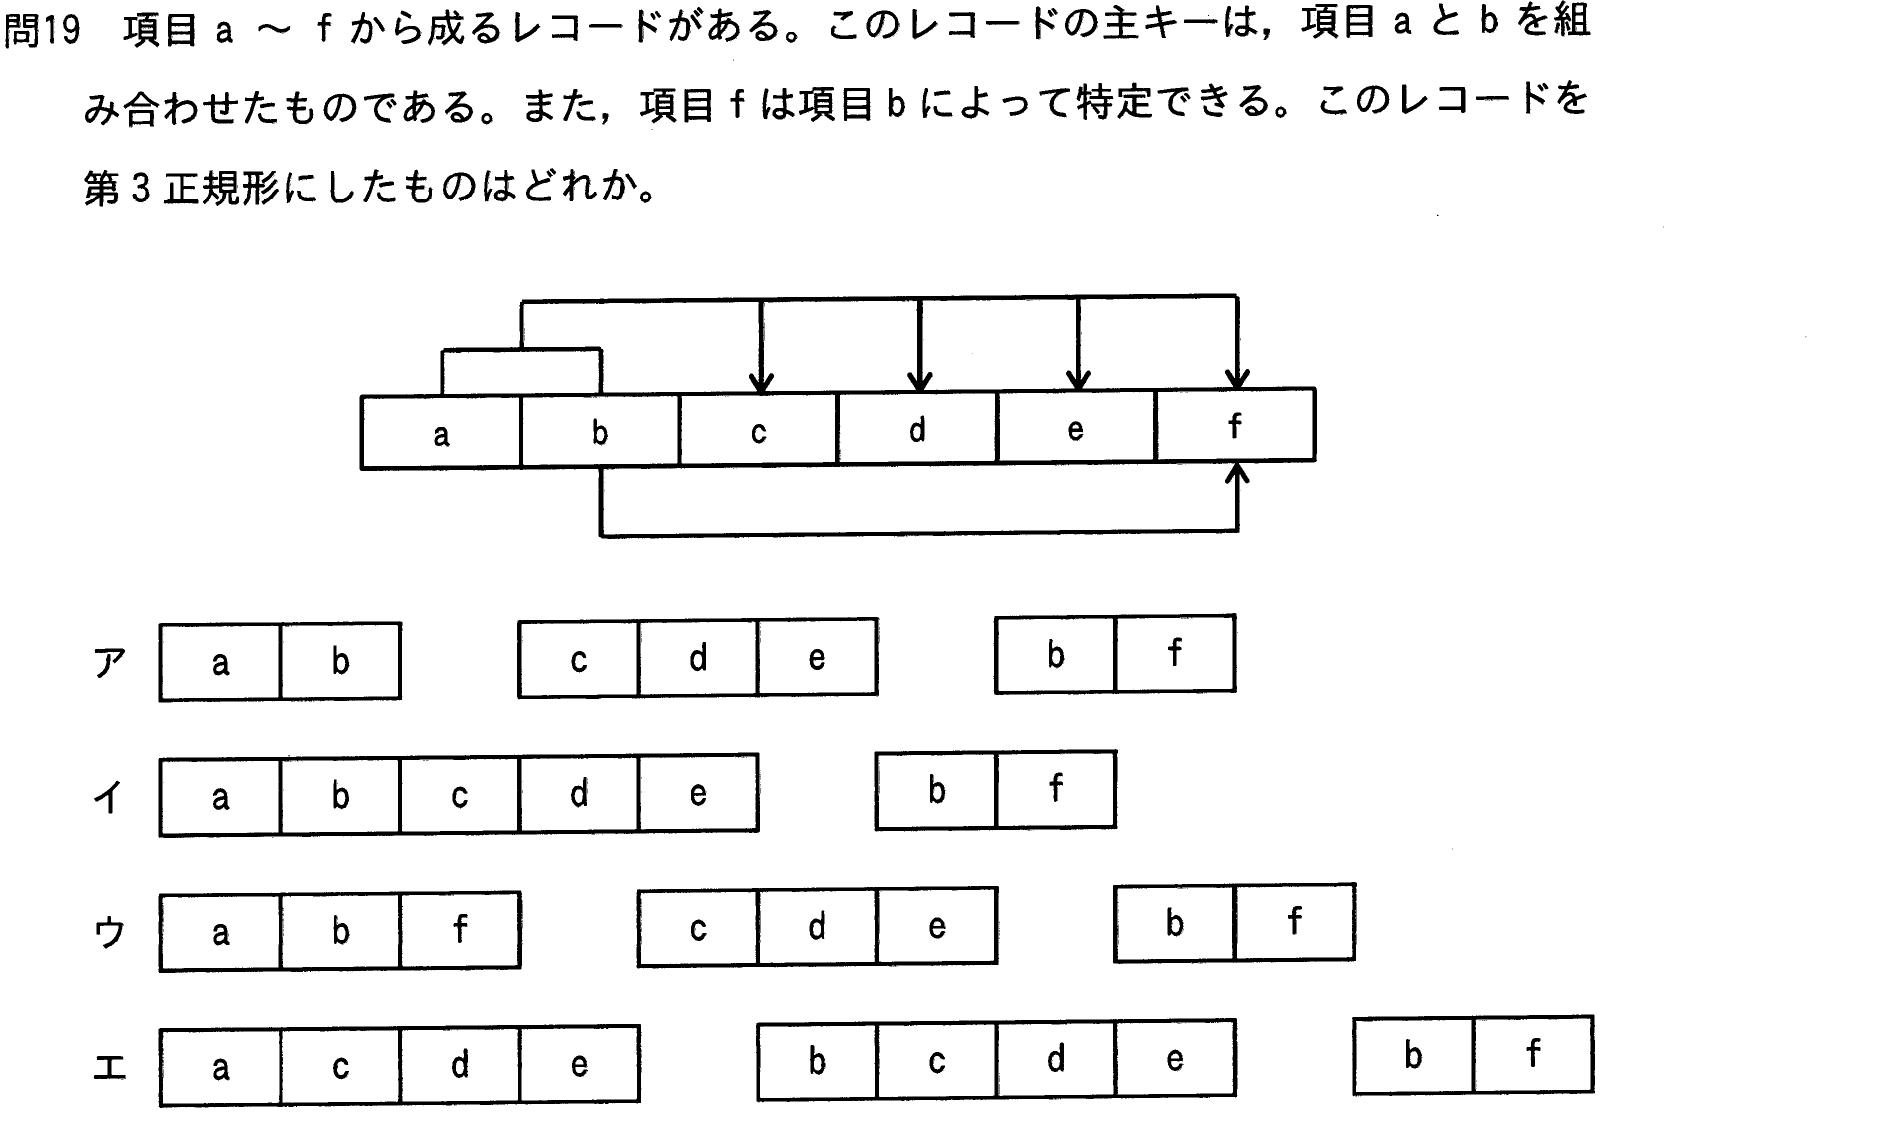 問19 項目 a ～ f から成るレコードがある。このレコードの主キーは，項目 a と b を組
み合わせたものである。また，項目 f は項目 b によって特定できる。このレコードを
第 3 正規形にしたものはどれか。
a b c d e f
ア a b c d e b f
イ a b c d e b f
ウ a b f c d e b f
エ a c d e b c d e b f